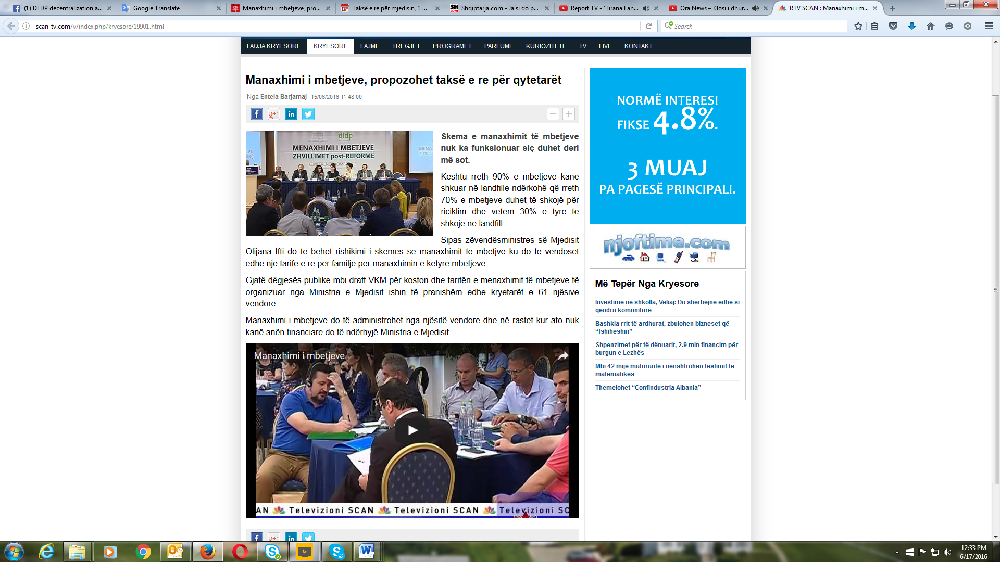 (1) DLDP decentralization a...
Google Translate
Manaxhimi i mbetjeve, pro...
Taksë e re për mjedisin, 1 ...
Shqiptarja.com - Ja si do p...
Report TV - 'Tirana Fan...
Ora News – Klosi i dhur...
RTV SCAN : Manaxhimi i m...
scan-tv.com/v/index.php/kryesore/19901.html
Search
FAQJA KRYESORE KRYESORE LAJME TREGJET PROGRAMET PARFUME KURIOZITETE TV LIVE KONTAKT
Manaxhimi i mbetjeve, propozohet taksë e re për qytetarët
Nga Entela Barjamaj 15/06/2016 11:48:00
dldp
MENAXHIMI I MBETJEVE
ZHVILLIMET post-REFORMË
KONFERENCA KOMBËTARE
Skema e manaxhimit të mbetjeve
nuk ka funksionuar siç duhet deri
më sot.
Kështu rreth 90% e mbetjeve kanë
shkuar në landfille ndërkohë që rreth
70% e mbetjeve duhet të shkojë për
riciklim dhe vetëm 30% e tyre të
shkojë në landfill.
Sipas zëvendësministres së Mjedisit
Olijana Ifti do të bëhet rishikimi i skemës së manaxhimit të mbetjve ku do të vendoset
edhe një tarifë e re për familje për manaxhimin e këtyre mbetjeve.
Gjatë dëgjesës publike mbi draft VKM për koston dhe tarifën e menaxhimit të mbetjeve të
organizuar nga Ministria e Mjedisit ishin të pranishëm edhe kryetarët e 61 njësive
vendore.
Manaxhimi i mbetjeve do të administrohet nga njësitë vendore dhe në rastet kur ato nuk
kanë anën financiare do të ndërhyjë Ministria e Mjedisit.
Manaxhimi i mbetjeve
AN Televizioni SCAN Televizioni SCAN Televizioni SC
NORMË INTERESI
FIKSE 4.8%.
3 MUAJ
PA PAGESË PRINCIPALI.
njoftime.com
Më Tepër Nga Kryesore
Investime në shkolla, Veliaj: Do shërbejnë edhe si
qendra komunitare
Bashkia rrit të ardhurat, zbulohen bizneset që
“fshiheshin”
Shpenzimet për të dënuarit, 2.9 mln financim për
burgun e Lezhës
Mbi 42 mijë maturantë i nënshtrohen testimit të
matematikës
Themelohet “Confindustria Albania”
12:33 PM
6/17/2016